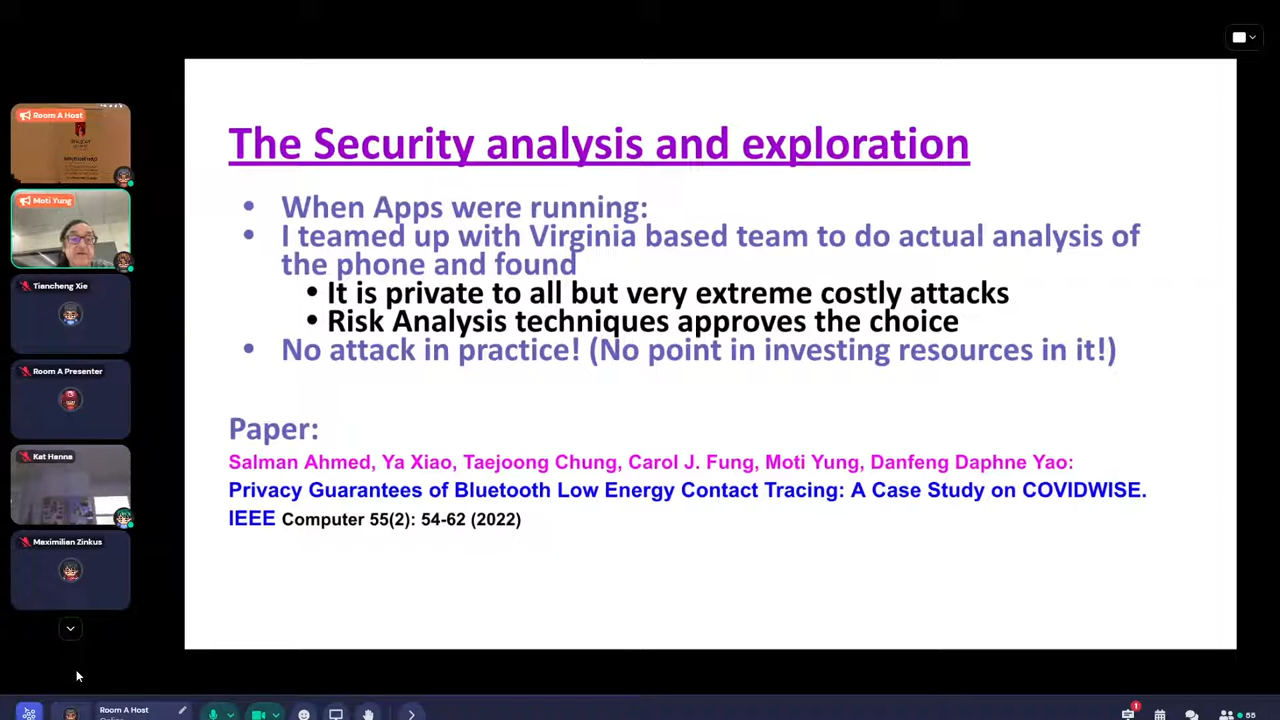 Room A Host
Moti Yung
Tiancheng Xie
Room A Presenter
Kat Hanna
Maximilian Zinkus
The Security analysis and exploration
• When Apps were running:
• I teamed up with Virginia based team to do actual analysis of
the phone and found
• It is private to all but very extreme costly attacks
• Risk Analysis techniques approves the choice
• No attack in practice! (No point in investing resources in it!)
Paper:
Salman Ahmed, Ya Xiao, Taejoong Chung, Carol J. Fung, Moti Yung, Danfeng Daphne Yao:
Privacy Guarantees of Bluetooth Low Energy Contact Tracing: A Case Study on COVIDWISE.
IEEE Computer 55(2): 54-62 (2022)
Room A Host
Online
1
55